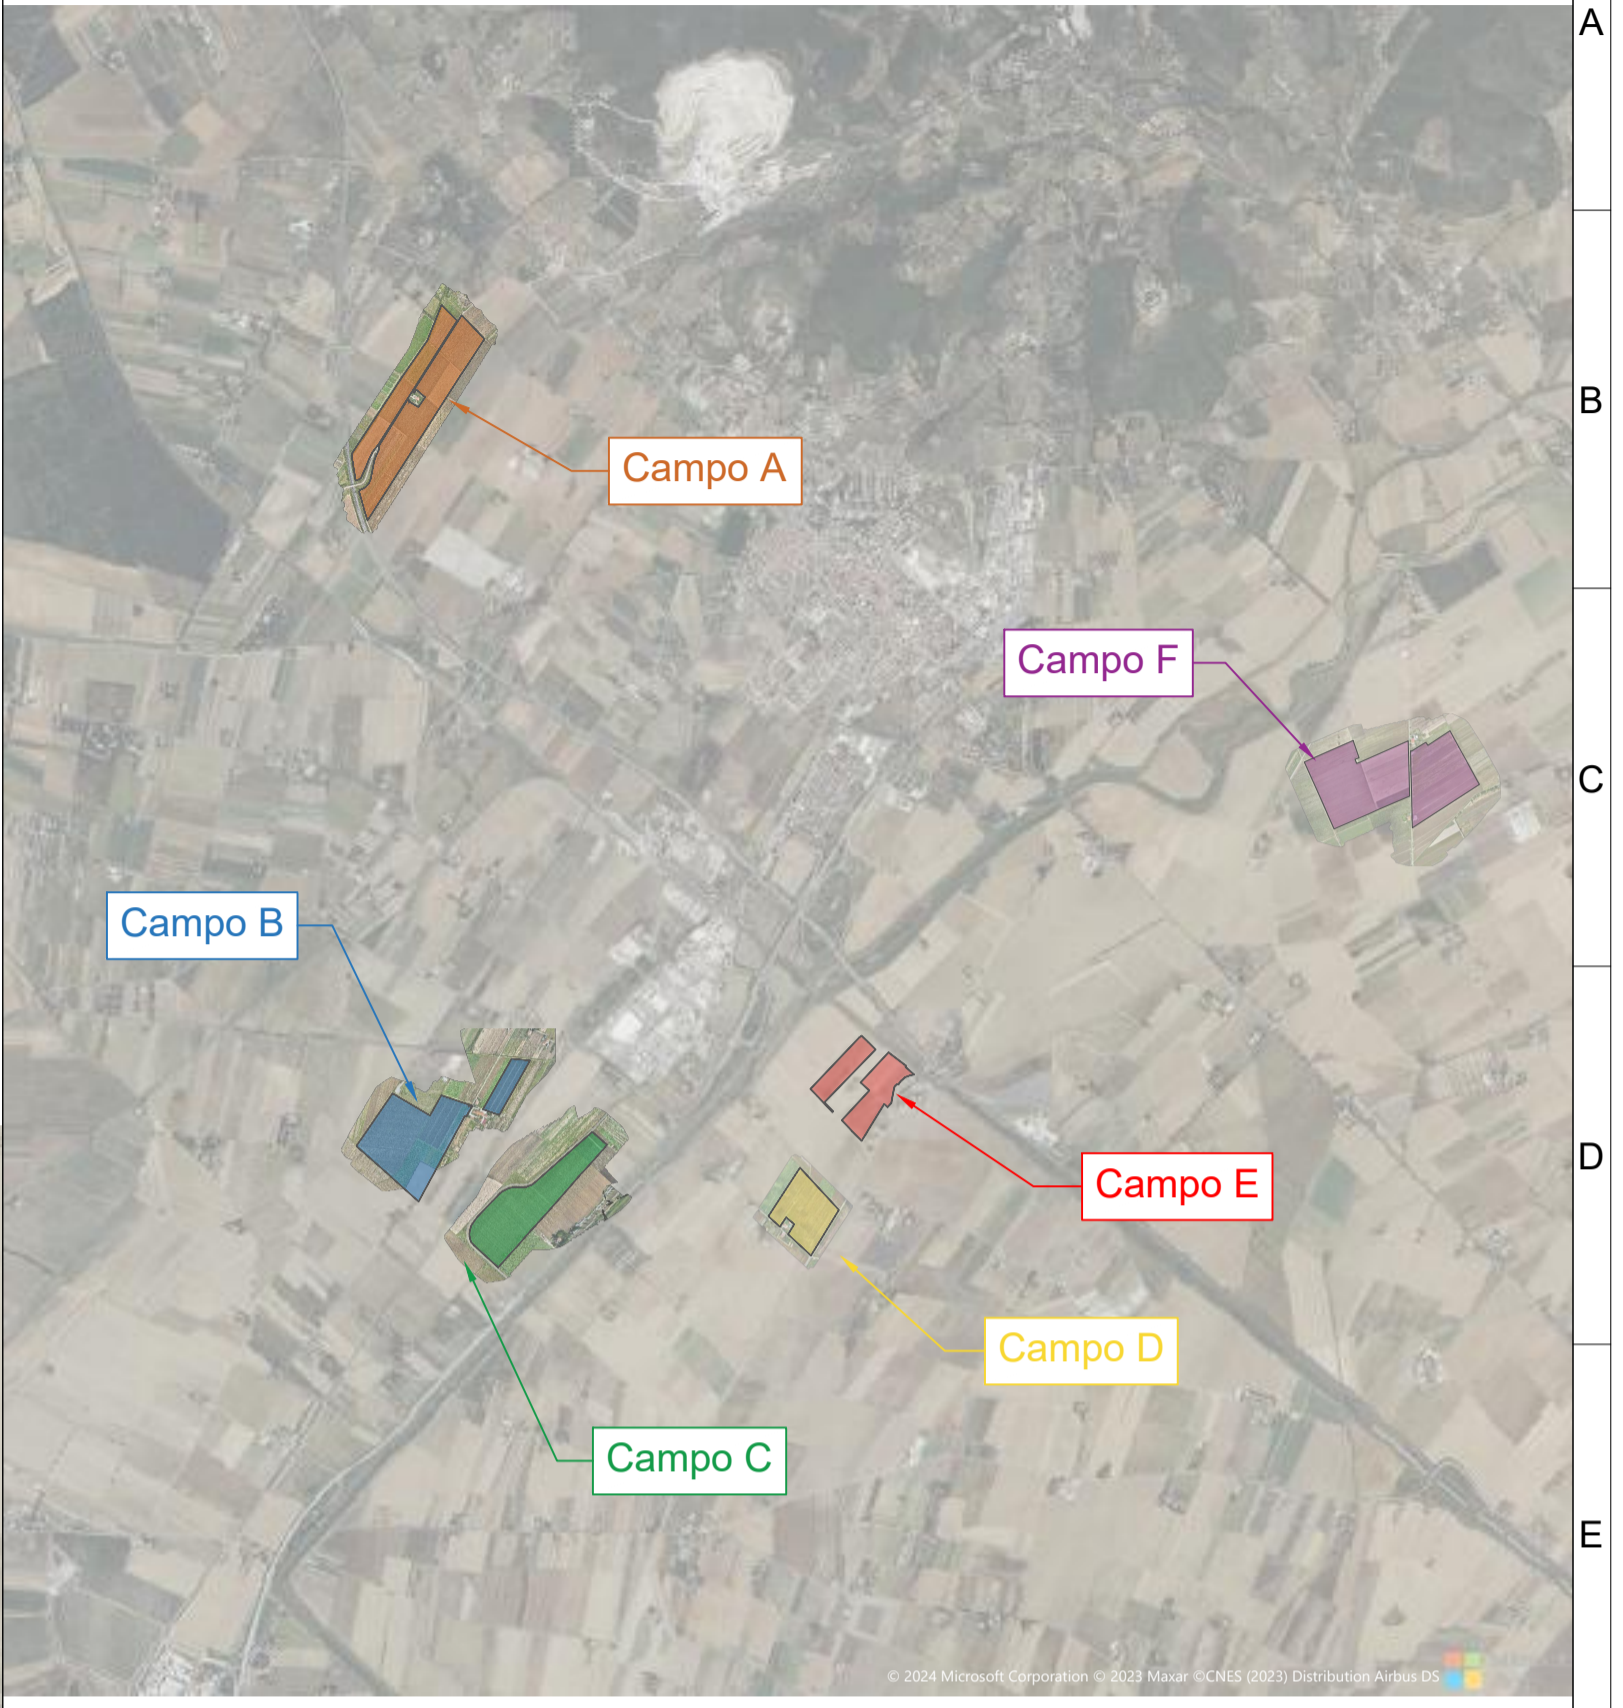 A
B
Campo A
Campo F
C
Campo B
D
Campo E
Campo D
Campo C
E
© 2024 Microsoft Corporation © 2023 Maxar ©CNES (2023) Distribution Airbus DS